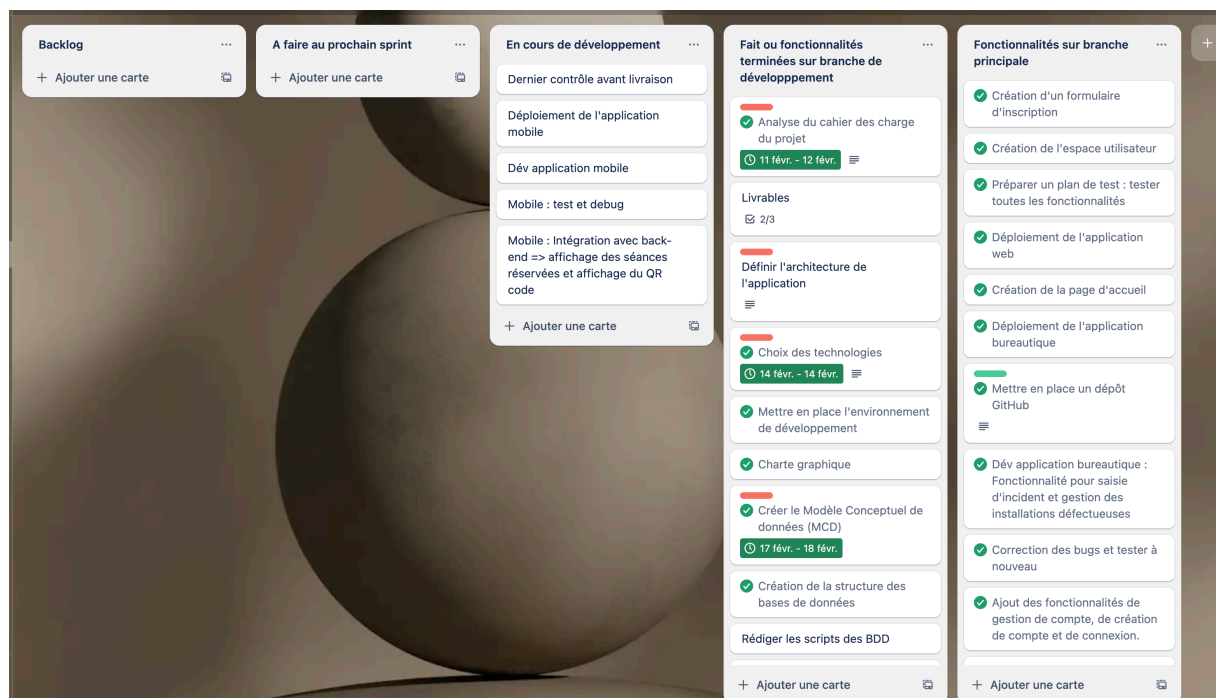 Backlog
Ajouter une carte
A faire au prochain sprint
Ajouter une carte
En cours de développement
Dernier contrôle avant livraison
Déploiement de l'application
mobile
Dév application mobile
Mobile : test et debug
Mobile : Intégration avec back-
end => affichage des séances
réservées et affichage du QR
code
Ajouter une carte
Fait ou fonctionnalités
terminées sur branche de
développpement
Analyse du cahier des charge
du projet
11 févr. - 12 févr.
Livrables
2/3
Définir l'architecture de
l'application
Choix des technologies
14 févr. - 14 févr.
Mettre en place l'environnement
de développement
Charte graphique
Créer le Modèle Conceptuel de
données (MCD)
17 févr. - 18 févr.
Création de la structure des
bases de données
Rédiger les scripts des BDD
Ajouter une carte
Fonctionnalités sur branche
principale
Création d'un formulaire
d'inscription
Création de l'espace utilisateur
Préparer un plan de test : tester
toutes les fonctionnalités
Déploiement de l'application
web
Création de la page d'accueil
Déploiement de l'application
bureautique
Mettre en place un dépôt
GitHub
Dév application bureautique :
Fonctionnalité pour saisie
d'incident et gestion des
installations défectueuses
Correction des bugs et tester à
nouveau
Ajout des fonctionnalités de
gestion de compte, de création
de compte et de connexion.
Ajouter une carte